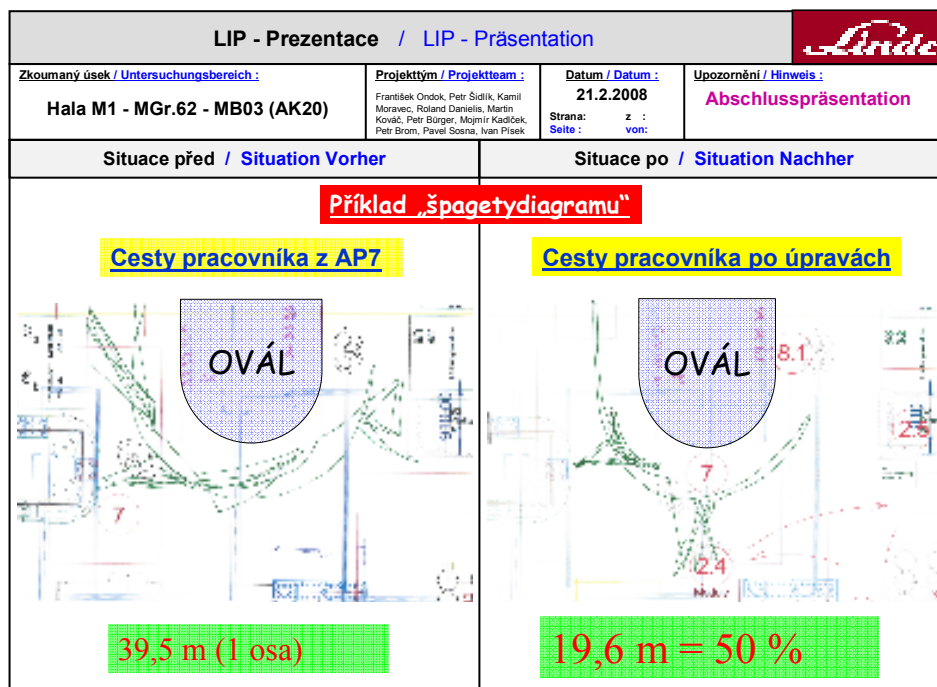 LIP - Prezentace / LIP - Präsentation
Linde
Zkoumaný úsek / Untersuchungsbereich :
Hala M1 - MGr.62 - MB03 (AK20)
Projekttým / Projektteam :
František Ondok, Petr Šidlík, Kamil
Moravec, Roland Danielis, Martin
Kováč, Petr Bürger, Mojmír Kadlček,
Petr Brom, Pavel Sosna, Ivan Písek
Datum / Datum :
21.2.2008
Strana: z :
Seite : von:
Upozornění / Hinweis :
Abschlusspräsentation
Situace před / Situation Vorher
Situace po / Situation Nachher
Příklad „špagetydiagramu“
Cesty pracovníka z AP7
Cesty pracovníka po úpravách
OVÁL
7
OVÁL
8.1
7
2.4
39,5 m (1 osa)
19,6 m = 50 %